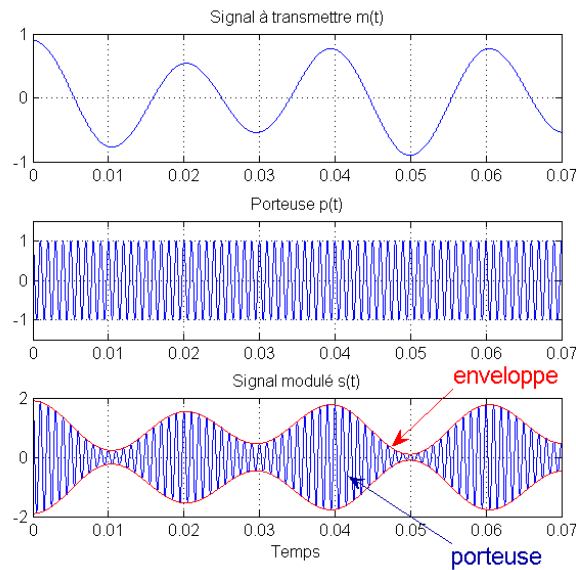 Signal à transmettre m(t)
1
0
-1
0 0.01 0.02 0.03 0.04 0.05 0.06 0.07
Porteuse p(t)
1
0
-1
0 0.01 0.02 0.03 0.04 0.05 0.06 0.07
Signal modulé s(t)
enveloppe
2
0
-2
0 0.01 0.02 0.03 0.04 0.05 0.06 0.07
Temps
porteuse